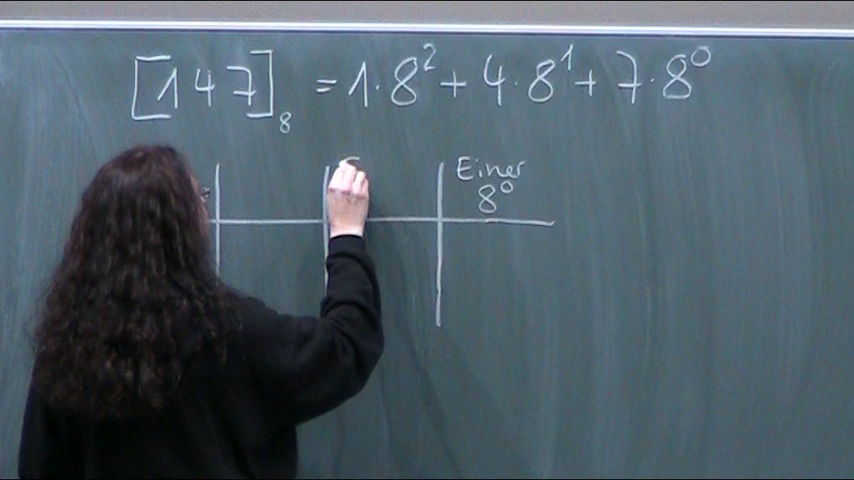 [147]₈ = 1·8² + 4·8¹ + 7·8⁰
Einer
8⁰